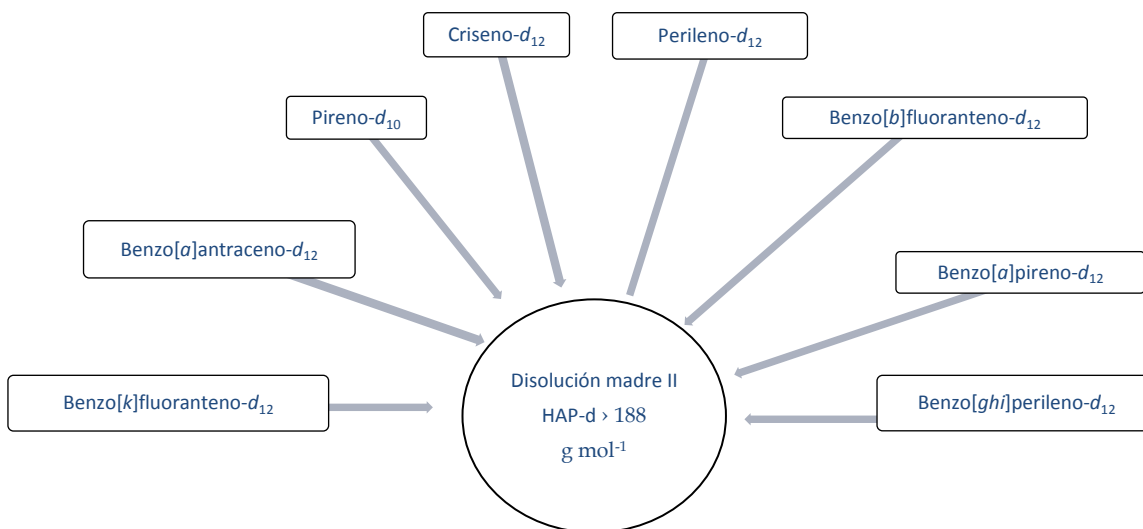 Criseno-d₁₂
Perileno-d₁₂
Pireno-d₁₀
Benzo[b]fluoranteno-d₁₂
Benzo[a]antraceno-d₁₂
Benzo[a]pireno-d₁₂
Disolución madre II
HAP-d › 188
g mol⁻¹
Benzo[k]fluoranteno-d₁₂
Benzo[ghi]perileno-d₁₂